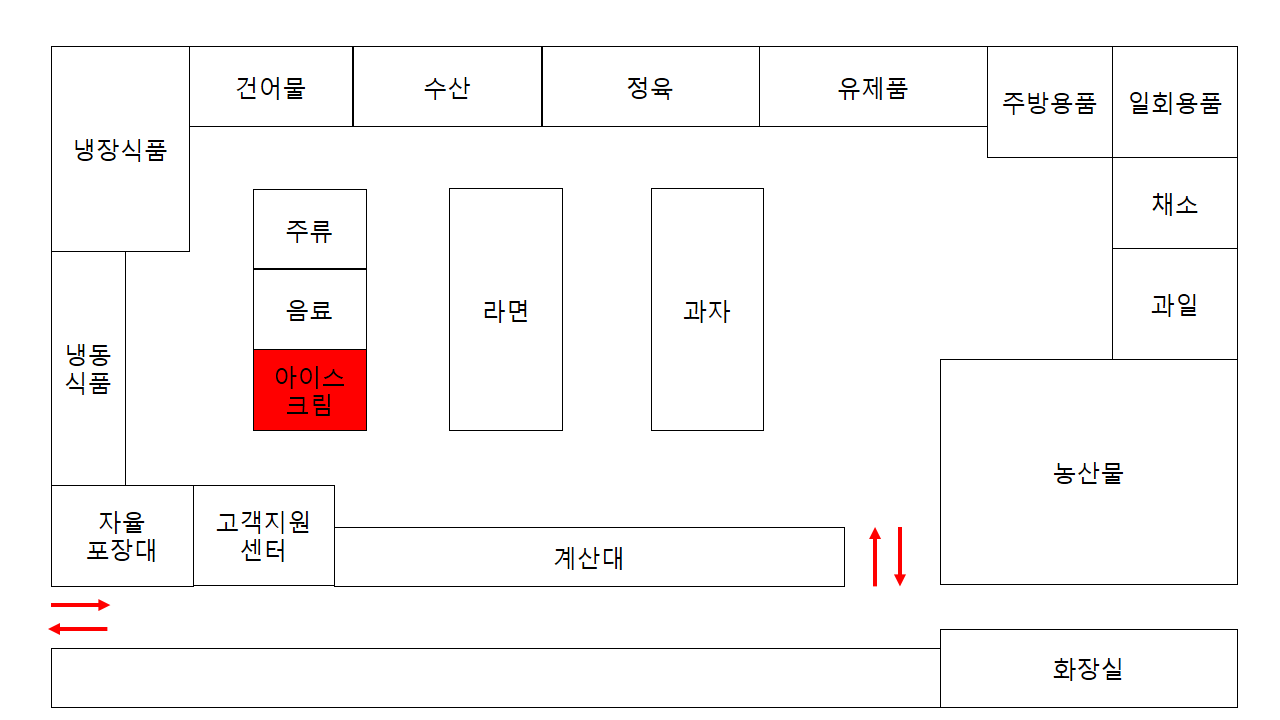 건어물
수산
정육
유제품
주방용품
일회용품
냉장식품
채소
주류
음료
라면
과자
과일
냉동
식품
아이스
크림
농산물
자율
포장대
고객지원
센터
계산대
화장실